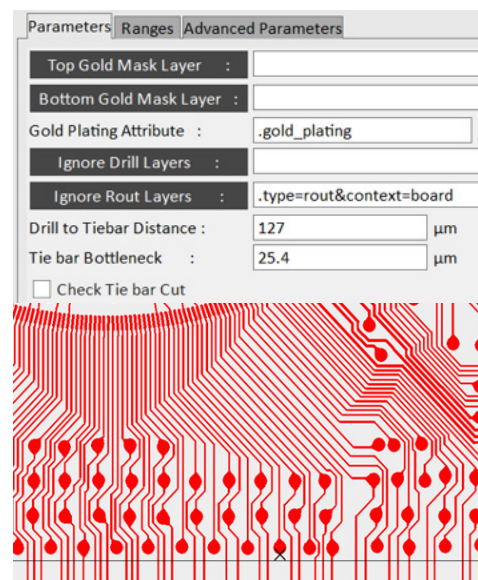 Parameters Ranges Advanced Parameters
Top Gold Mask Layer :
Bottom Gold Mask Layer :
Gold Plating Attribute : .gold_plating
Ignore Drill Layers :
Ignore Rout Layers : .type=rout&context=board
Drill to Tiebar Distance : 127 µm
Tie bar Bottleneck : 25.4 µm
Check Tie bar Cut